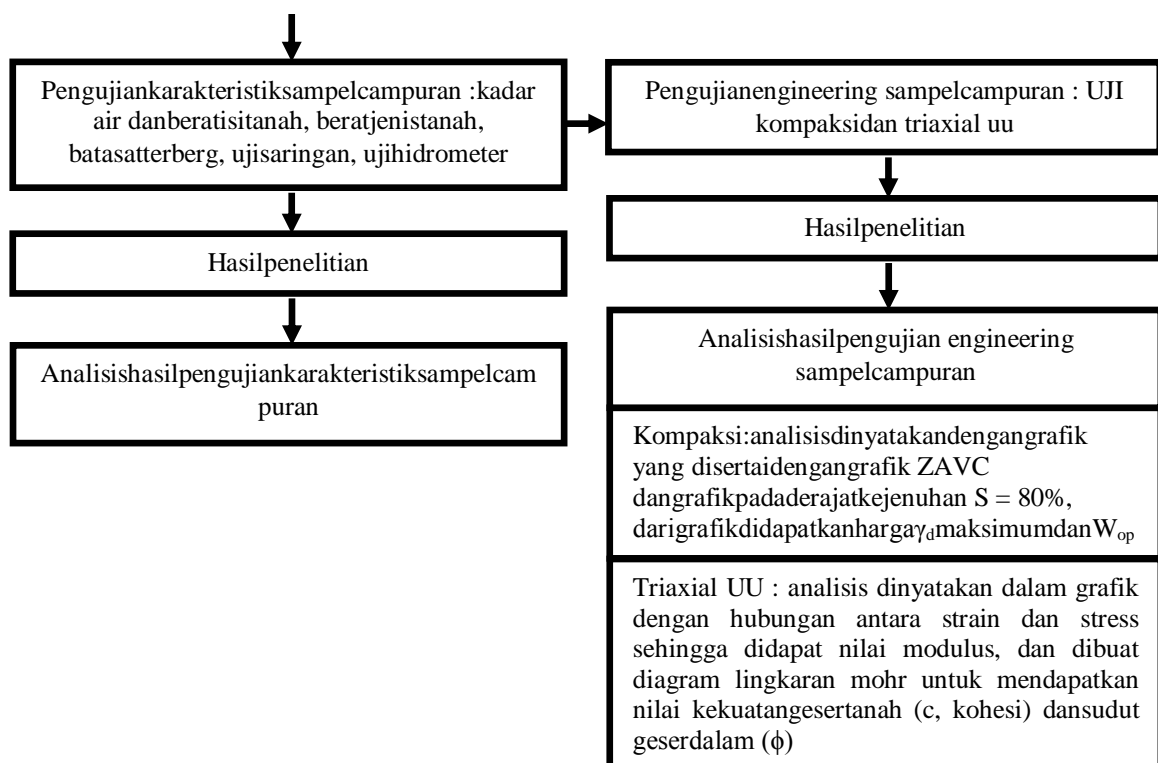 Pengujiankarakteristiksampelcampuran :kadar
air danberatisitanah, beratjenistanah,
batasatterberg, ujisaringan, ujihidrometer
Hasilpenelitian
Analisishasilpengujiankarakteristiksampelcam
puran
Pengujianengineering sampelcampuran : UJI
kompaksidan triaxial uu
Hasilpenelitian
Analisishasilpengujian engineering
sampelcampuran
Kompaksi:analisisdinyatakandengangrafik
yang disertaidengangrafik ZAVC
dangrafikpadaderajatkejenuhan S = 80%,
darigrafikdidapatkanhargaγdmaksimumdanWop
Triaxial UU : analisis dinyatakan dalam grafik
dengan hubungan antara strain dan stress
sehingga didapat nilai modulus, dan dibuat
diagram lingkaran mohr untuk mendapatkan
nilai kekuatangesertanah (c, kohesi) dansudut
geserdalam (ϕ)